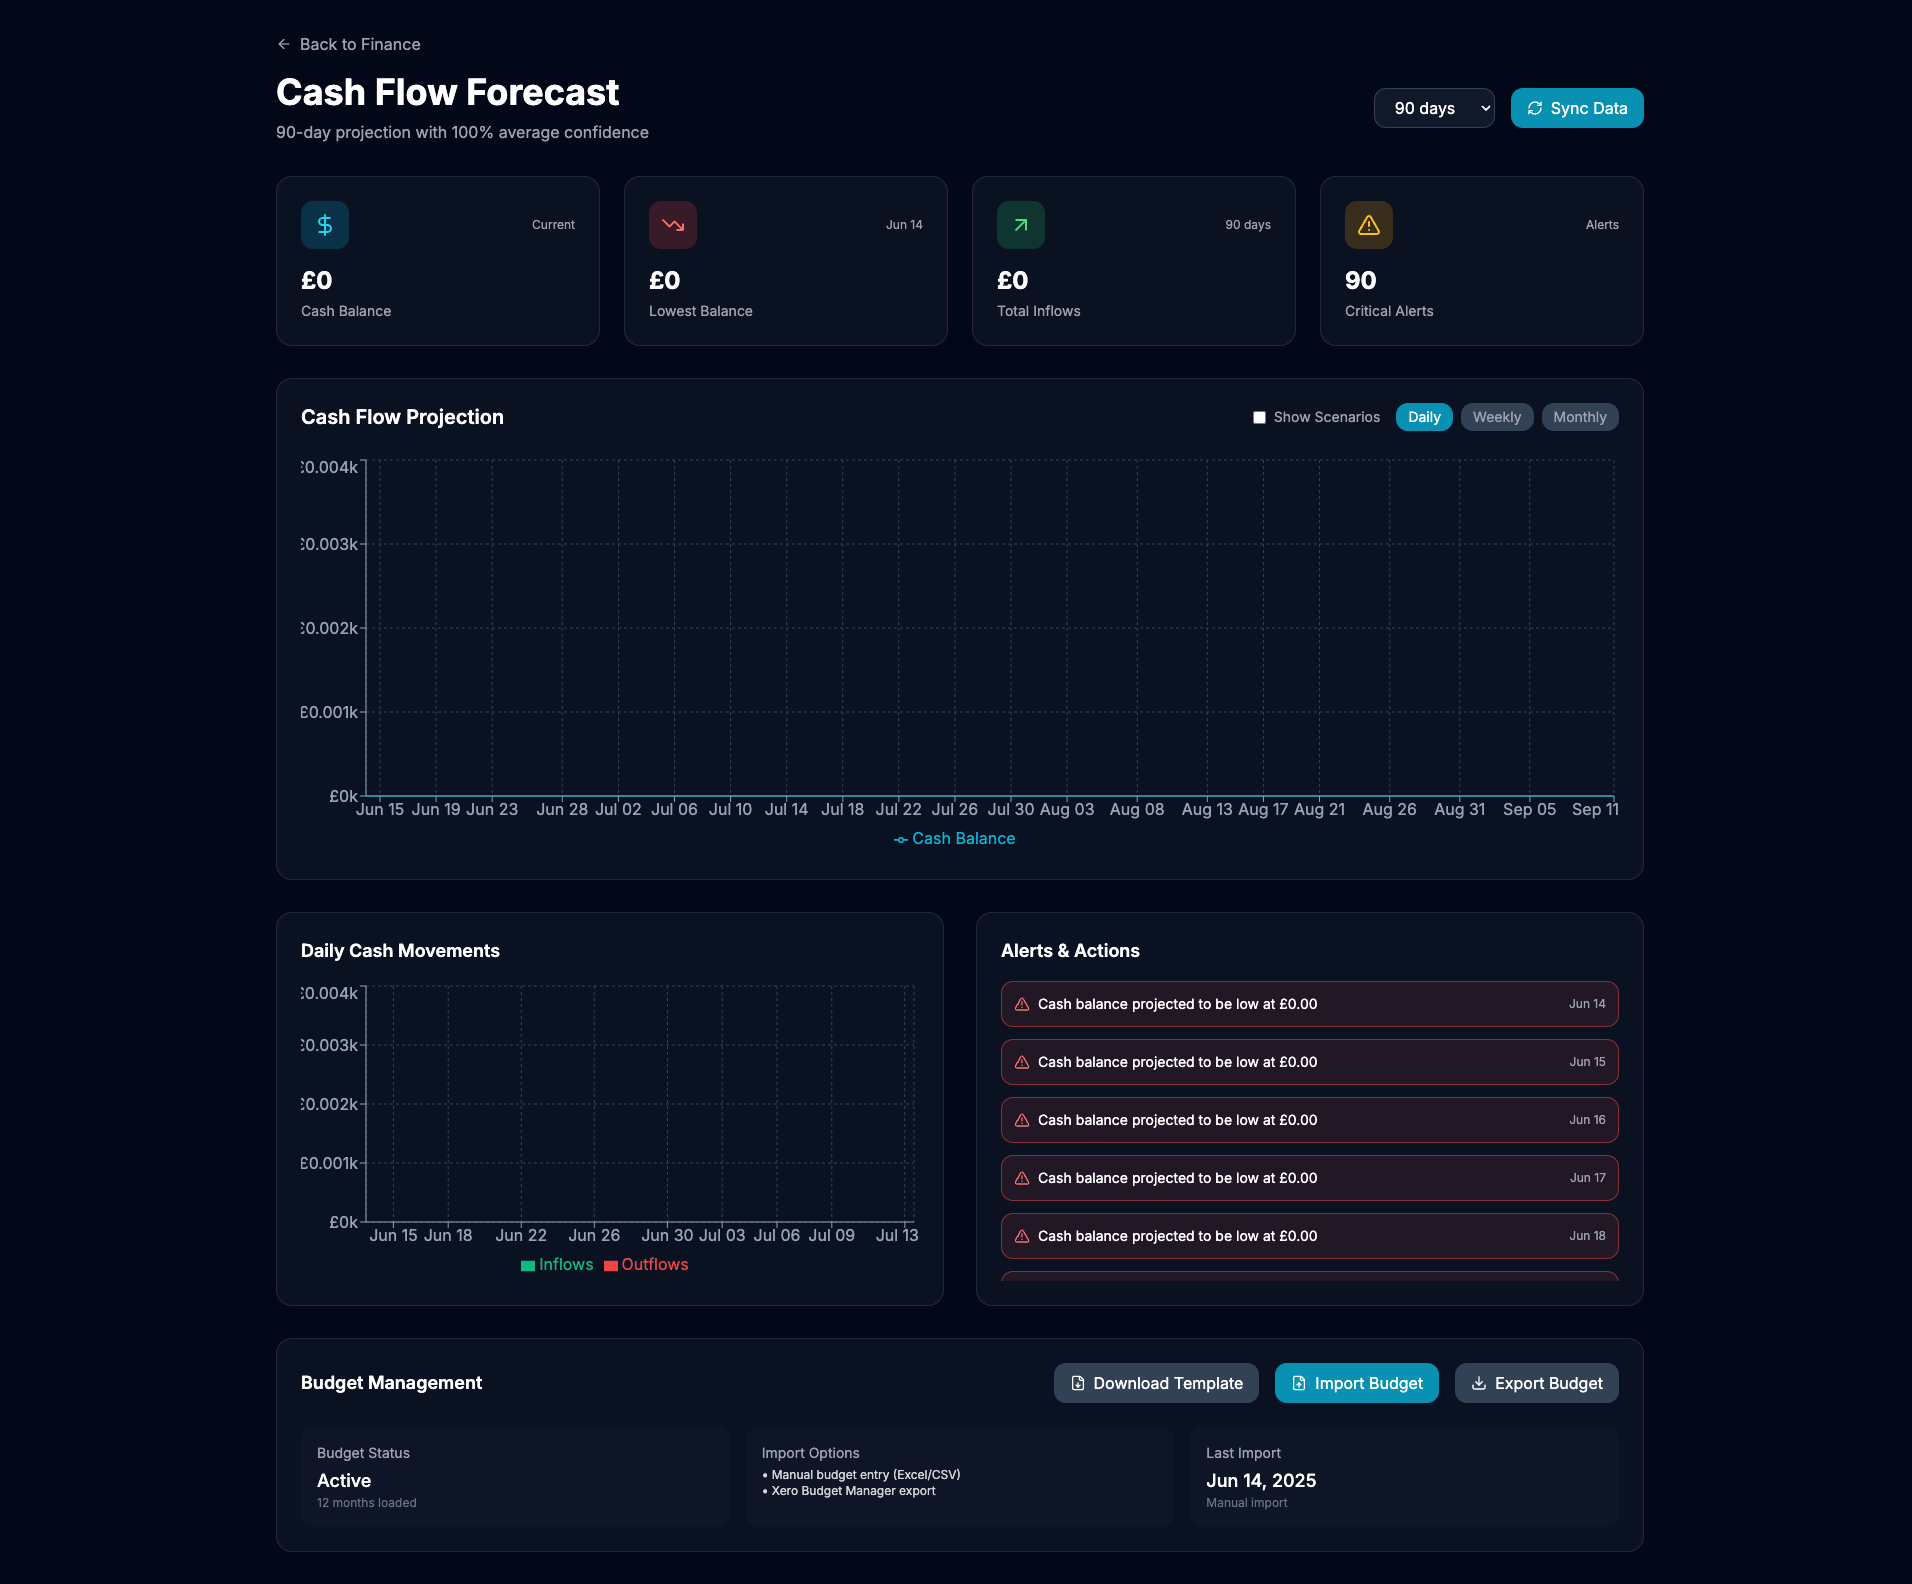 Back to Finance
Cash Flow Forecast
90-day projection with 100% average confidence
90 days
Sync Data
Current
£0
Cash Balance
Jun 14
£0
Lowest Balance
90 days
£0
Total Inflows
Alerts
90
Critical Alerts
Cash Flow Projection
Show Scenarios
Daily
Weekly
Monthly
£0.004k
£0.003k
£0.002k
£0.001k
£0k
Jun 15 Jun 19 Jun 23 Jun 28 Jul 02 Jul 06 Jul 10 Jul 14 Jul 18 Jul 22 Jul 26 Jul 30 Aug 03 Aug 08 Aug 13 Aug 17 Aug 21 Aug 26 Aug 31 Sep 05 Sep 11
Cash Balance
Daily Cash Movements
£0.004k
£0.003k
£0.002k
£0.001k
£0k
Jun 15 Jun 18 Jun 22 Jun 26 Jun 30 Jul 03 Jul 06 Jul 09 Jul 13
Inflows Outflows
Alerts & Actions
Cash balance projected to be low at £0.00 Jun 14
Cash balance projected to be low at £0.00 Jun 15
Cash balance projected to be low at £0.00 Jun 16
Cash balance projected to be low at £0.00 Jun 17
Cash balance projected to be low at £0.00 Jun 18
Budget Management
Download Template
Import Budget
Export Budget
Budget Status
Active
12 months loaded
Import Options
• Manual budget entry (Excel/CSV)
• Xero Budget Manager export
Last Import
Jun 14, 2025
Manual import